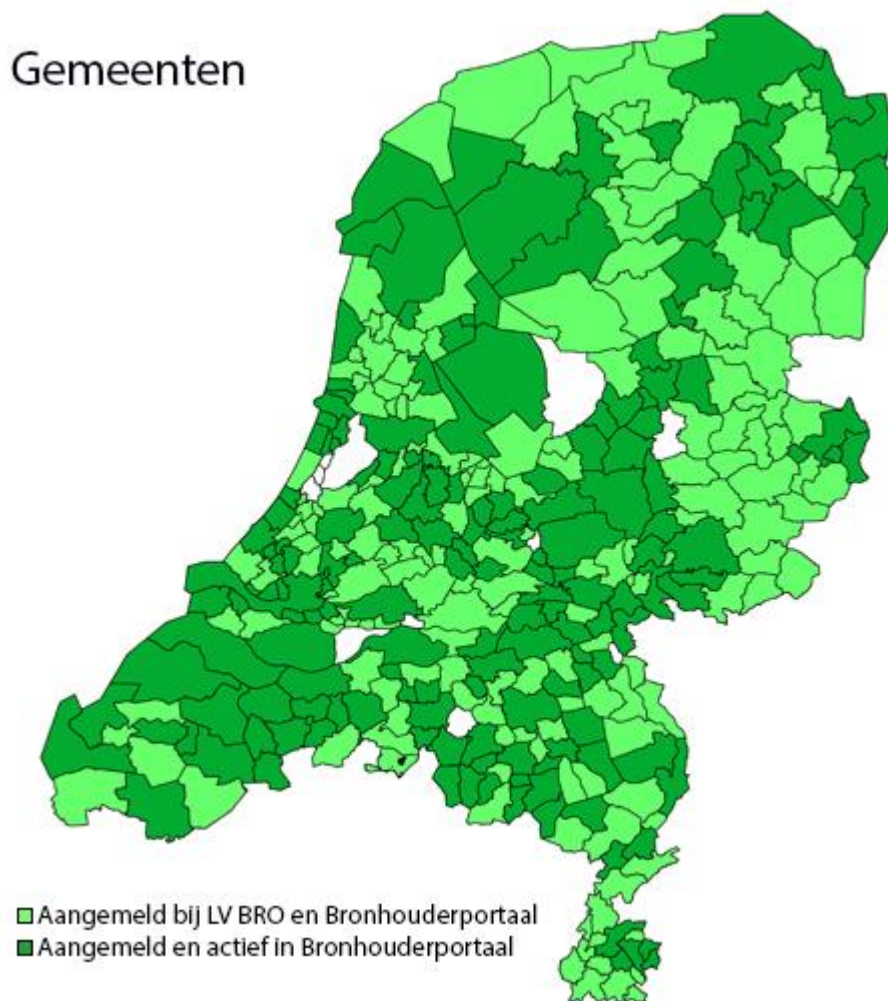 Gemeenten
Aangemeld bij LV BRO en Bronhouderportaal
Aangemeld en actief in Bronhouderportaal